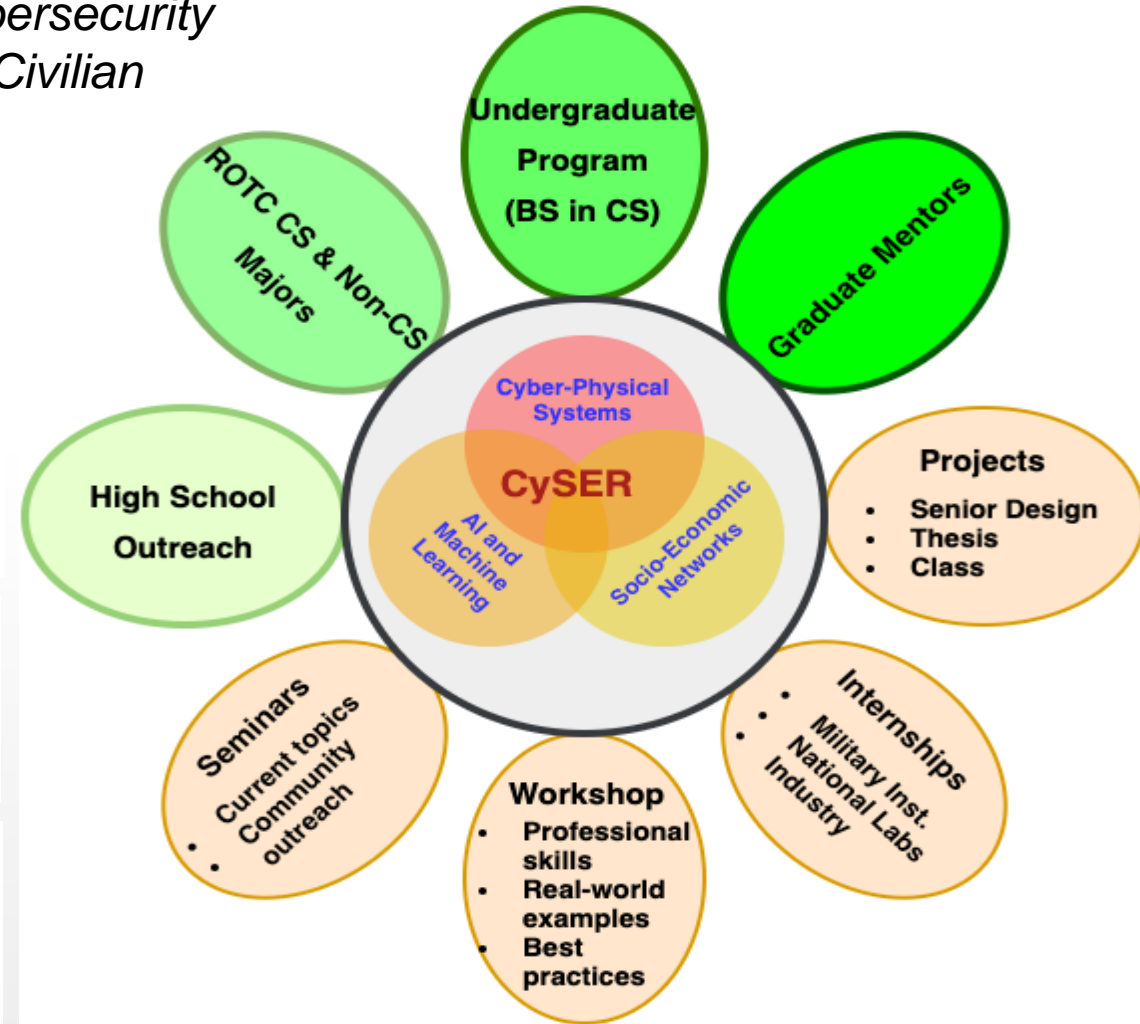 Civilian
Undergraduate
Program
(BS in CS)
ROTC CS & Non-CS
Majors
Graduate Mentors
Cyber-Physical
Systems
CySER
AI and
Machine
Learning
Socio-Economic
Networks
High School
Outreach
Projects
• Senior Design
• Thesis
• Class
Seminars
• Current topics
• Community
outreach
Workshop
• Professional
skills
• Real-world
examples
• Best
practices
Internships
• Military Inst.
• National Labs
• Industry